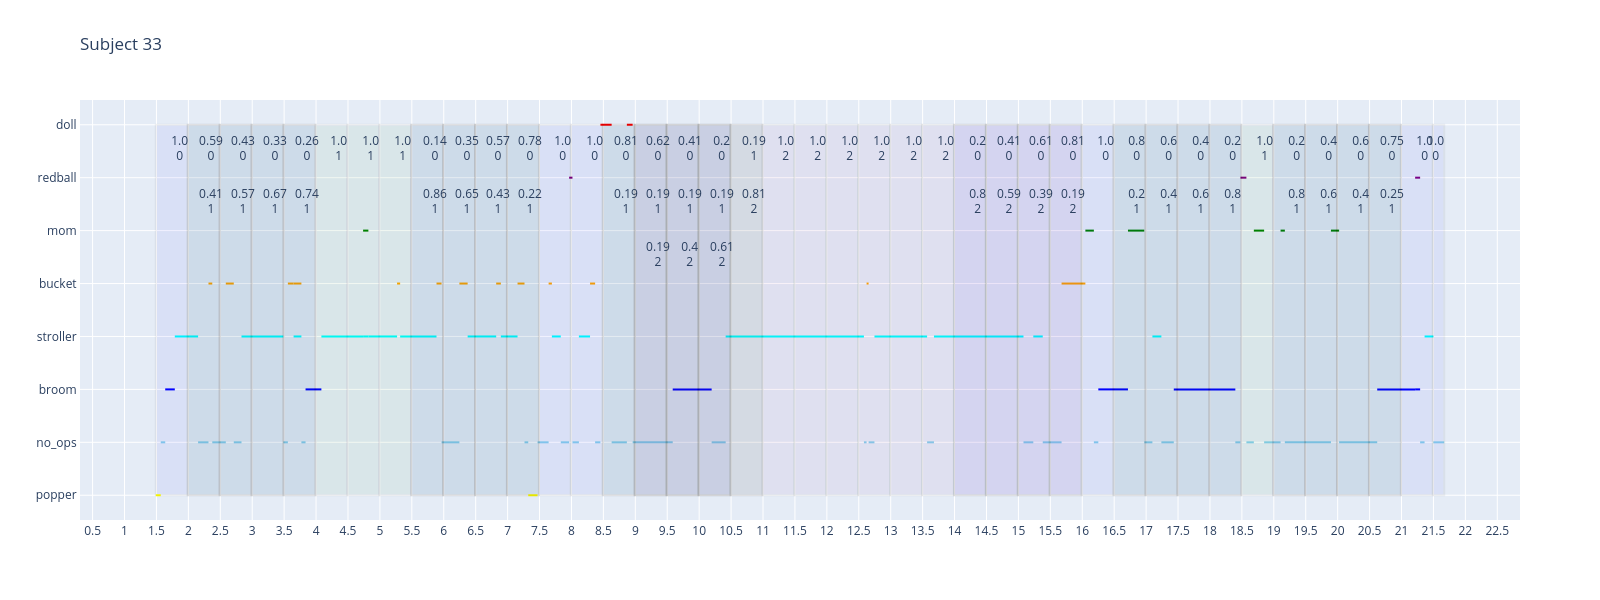 Subject 33
doll
1.0 0.59 0.43 0.33 0.26 1.0 1.0 1.0 0.14 0.35 0.57 0.78 1.0 1.0 0.81 0.62 0.41 0.2 0.19 1.0 1.0 1.0 1.0 1.0 1.0 0.2 0.41 0.61 0.81 1.0 0.8 0.6 0.4 0.2 1.0 0.2 0.4 0.6 0.75 1.0 1.0
0 0 0 0 0 1 1 1 0 0 0 0 0 0 0 0 0 0 1 2 2 2 2 2 2 0 0 0 0 0 0 0 0 0 1 0 0 0 0 0 0
redball
0.41 0.57 0.67 0.74 0.86 0.65 0.43 0.22 0.19 0.19 0.19 0.19 0.81 0.8 0.59 0.39 0.19 0.2 0.4 0.6 0.8 0.8 0.6 0.4 0.25
1 1 1 1 1 1 1 1 1 1 1 1 2 2 2 2 2 1 1 1 1 1 1 1 1
mom
0.19 0.4 0.61
2 2 2
bucket
stroller
broom
no_ops
popper
0.5 1 1.5 2 2.5 3 3.5 4 4.5 5 5.5 6 6.5 7 7.5 8 8.5 9 9.5 10 10.5 11 11.5 12 12.5 13 13.5 14 14.5 15 15.5 16 16.5 17 17.5 18 18.5 19 19.5 20 20.5 21 21.5 22 22.5